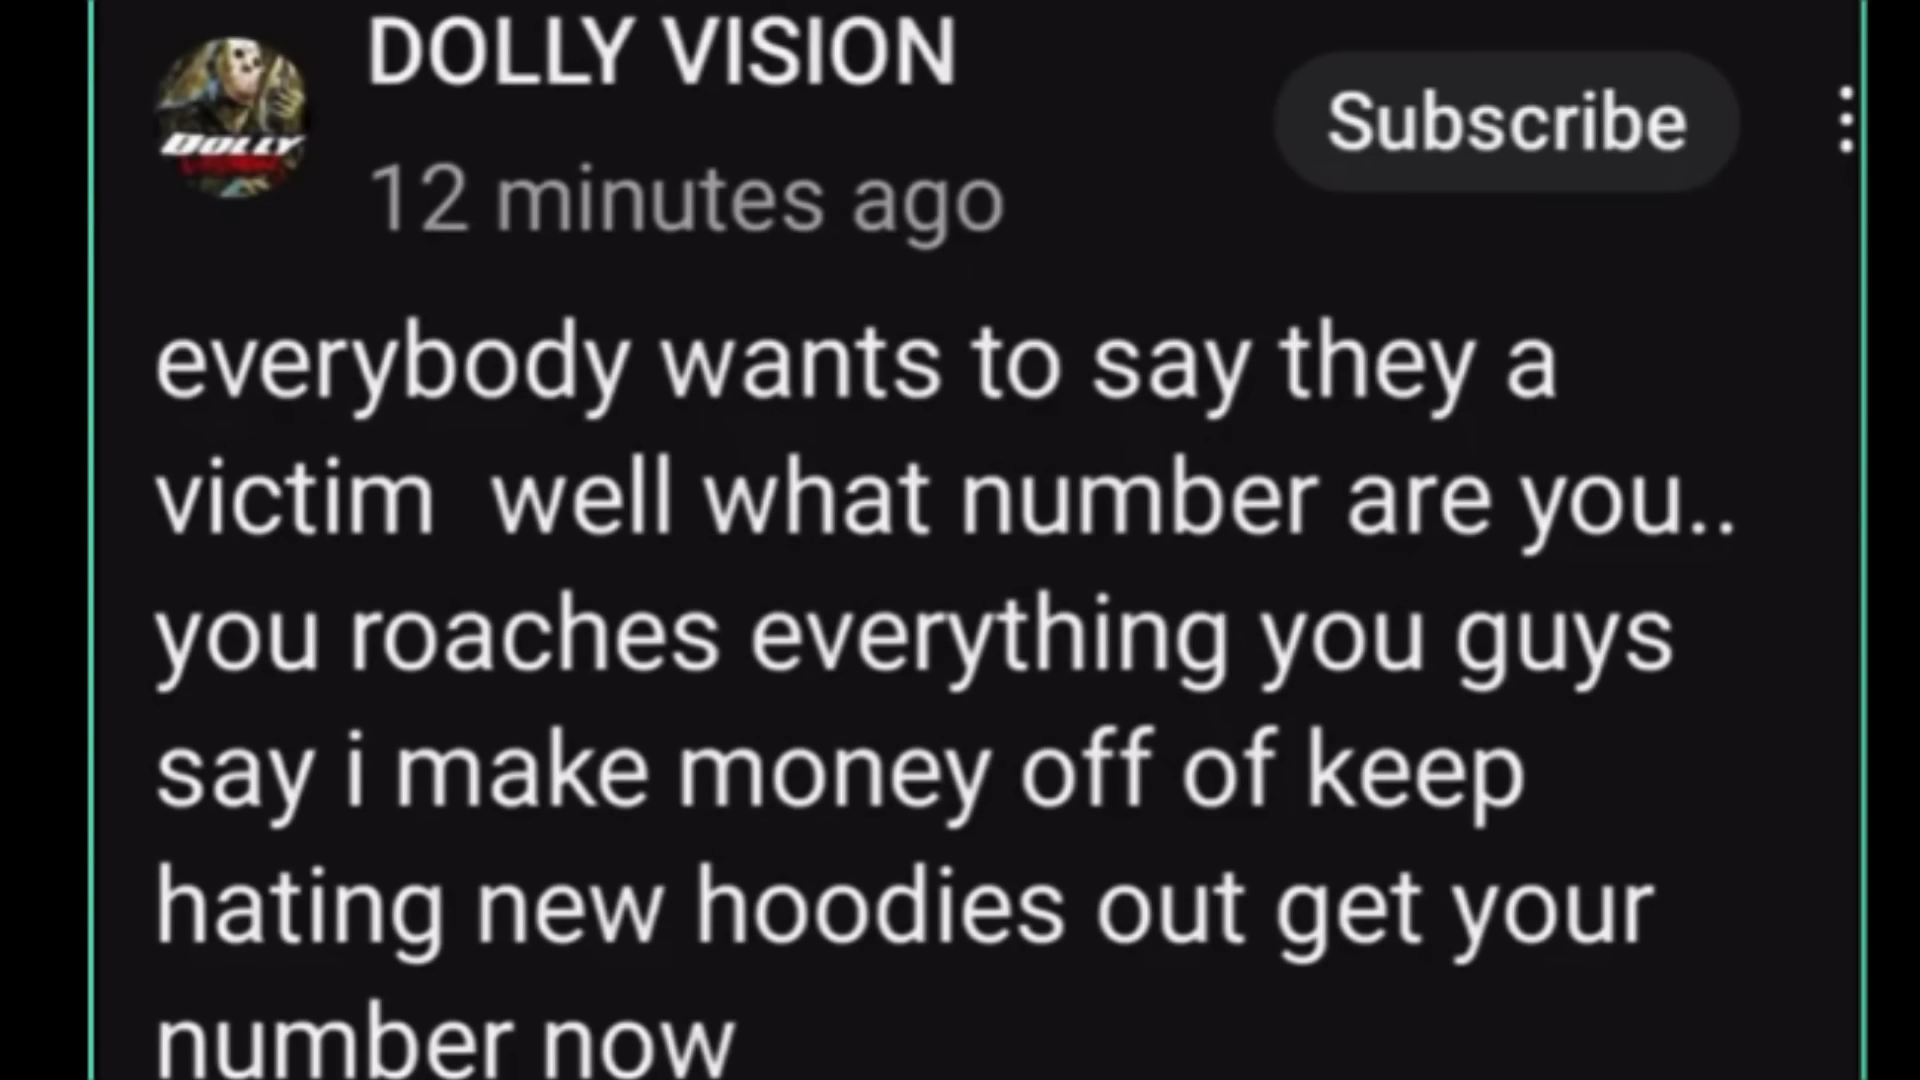 DOLLY VISION
Subscribe
12 minutes ago
DOLLY
everybody wants to say they a
victim  well what number are you..
you roaches everything you guys
say i make money off of keep
hating new hoodies out get your
number now